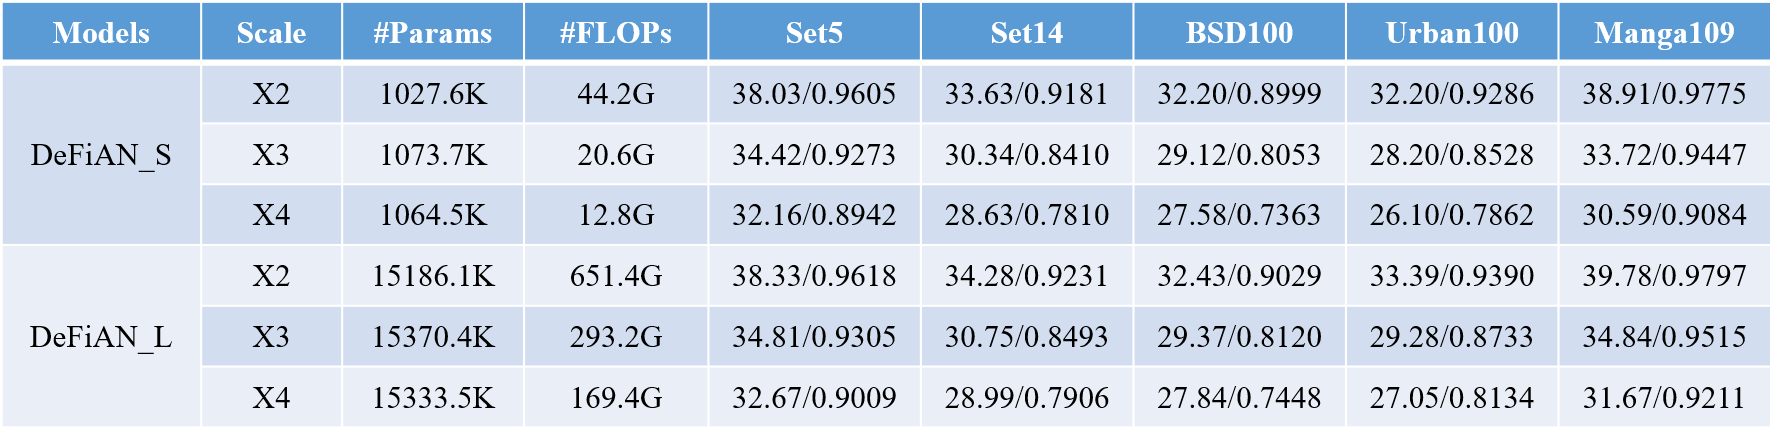 Models Scale #Params #FLOPs Set5 Set14 BSD100 Urban100 Manga109
DeFiAN_S X2 1027.6K 44.2G 38.03/0.9605 33.63/0.9181 32.20/0.8999 32.20/0.9286 38.91/0.9775
X3 1073.7K 20.6G 34.42/0.9273 30.34/0.8410 29.12/0.8053 28.20/0.8528 33.72/0.9447
X4 1064.5K 12.8G 32.16/0.8942 28.63/0.7810 27.58/0.7363 26.10/0.7862 30.59/0.9084
DeFiAN_L X2 15186.1K 651.4G 38.33/0.9618 34.28/0.9231 32.43/0.9029 33.39/0.9390 39.78/0.9797
X3 15370.4K 293.2G 34.81/0.9305 30.75/0.8493 29.37/0.8120 29.28/0.8733 34.84/0.9515
X4 15333.5K 169.4G 32.67/0.9009 28.99/0.7906 27.84/0.7448 27.05/0.8134 31.67/0.9211